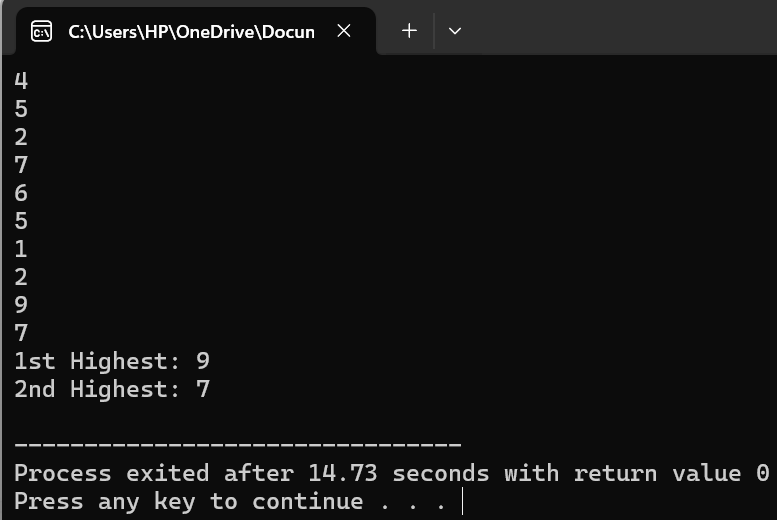 C:\Users\HP\OneDrive\Docun
4
5
2
7
6
5
1
2
9
7
1st Highest: 9
2nd Highest: 7
--------------------------------
Process exited after 14.73 seconds with return value 0
Press any key to continue . . .